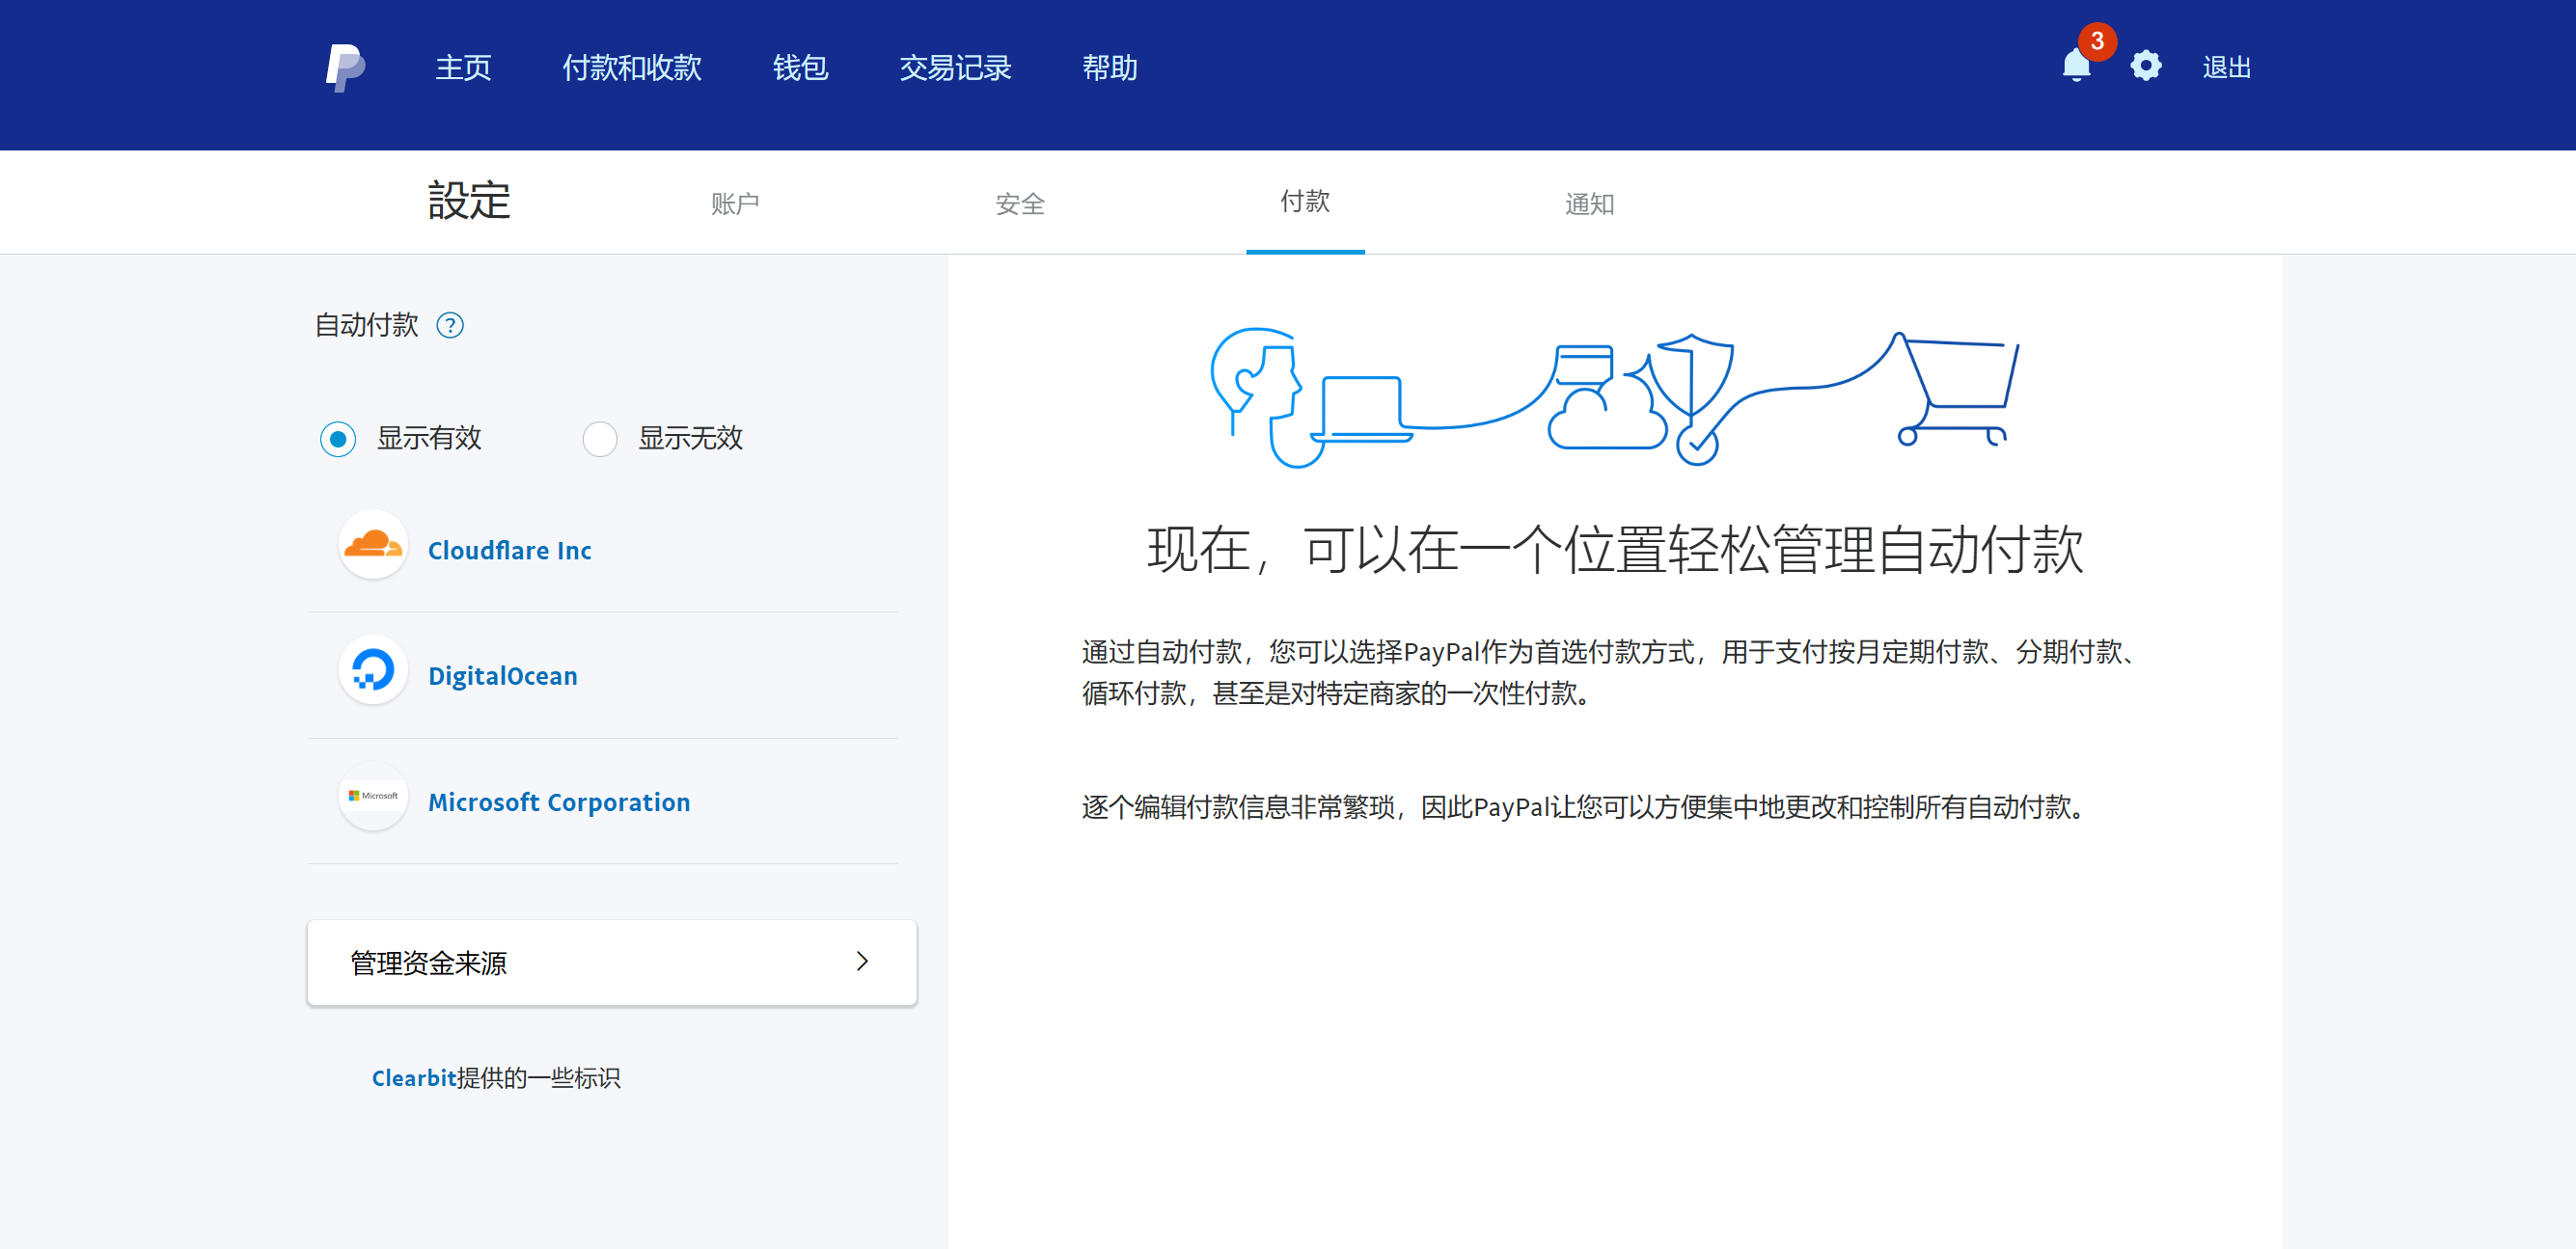 主页
付款和收款
钱包
交易记录
帮助
3
退出
設定
账户
安全
付款
通知
自动付款 ?
显示有效
显示无效
Cloudflare Inc
DigitalOcean
Microsoft
Microsoft Corporation
管理资金来源
Clearbit提供的一些标识
现在，可以在一个位置轻松管理自动付款
通过自动付款，您可以选择PayPal作为首选付款方式，用于支付按月定期付款、分期付款、
循环付款，甚至是对特定商家的一次性付款。
逐个编辑付款信息非常繁琐，因此PayPal让您可以方便集中地更改和控制所有自动付款。